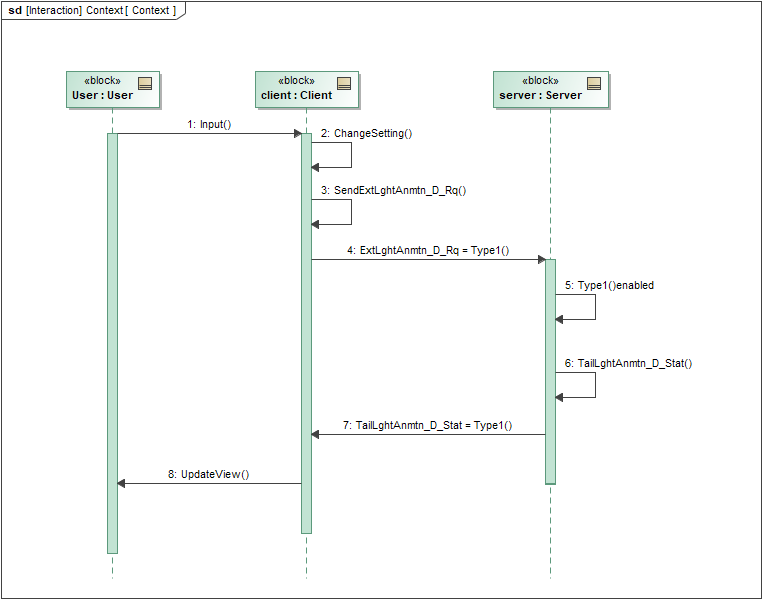 sd [Interaction] Context [ Context ]
«block»
User : User
«block»
client : Client
«block»
server : Server
1: Input()
2: ChangeSetting()
3: SendExtLghtAnmtn_D_Rq()
4: ExtLghtAnmtn_D_Rq = Type1()
5: Type1()enabled
6: TailLghtAnmtn_D_Stat()
7: TailLghtAnmtn_D_Stat = Type1()
8: UpdateView()